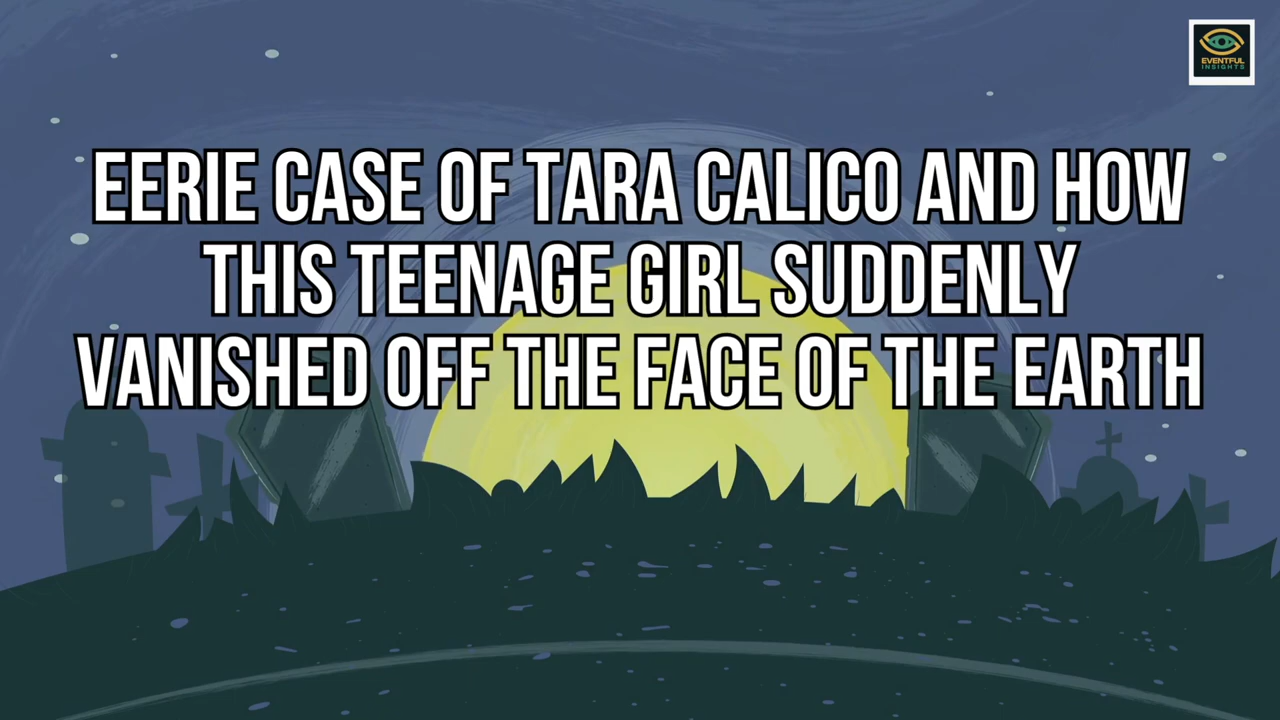 EVENTFUL
INSIGHTS
EERIE CASE OF TARA CALICO AND HOW
THIS TEENAGE GIRL SUDDENLY
VANISHED OFF THE FACE OF THE EARTH